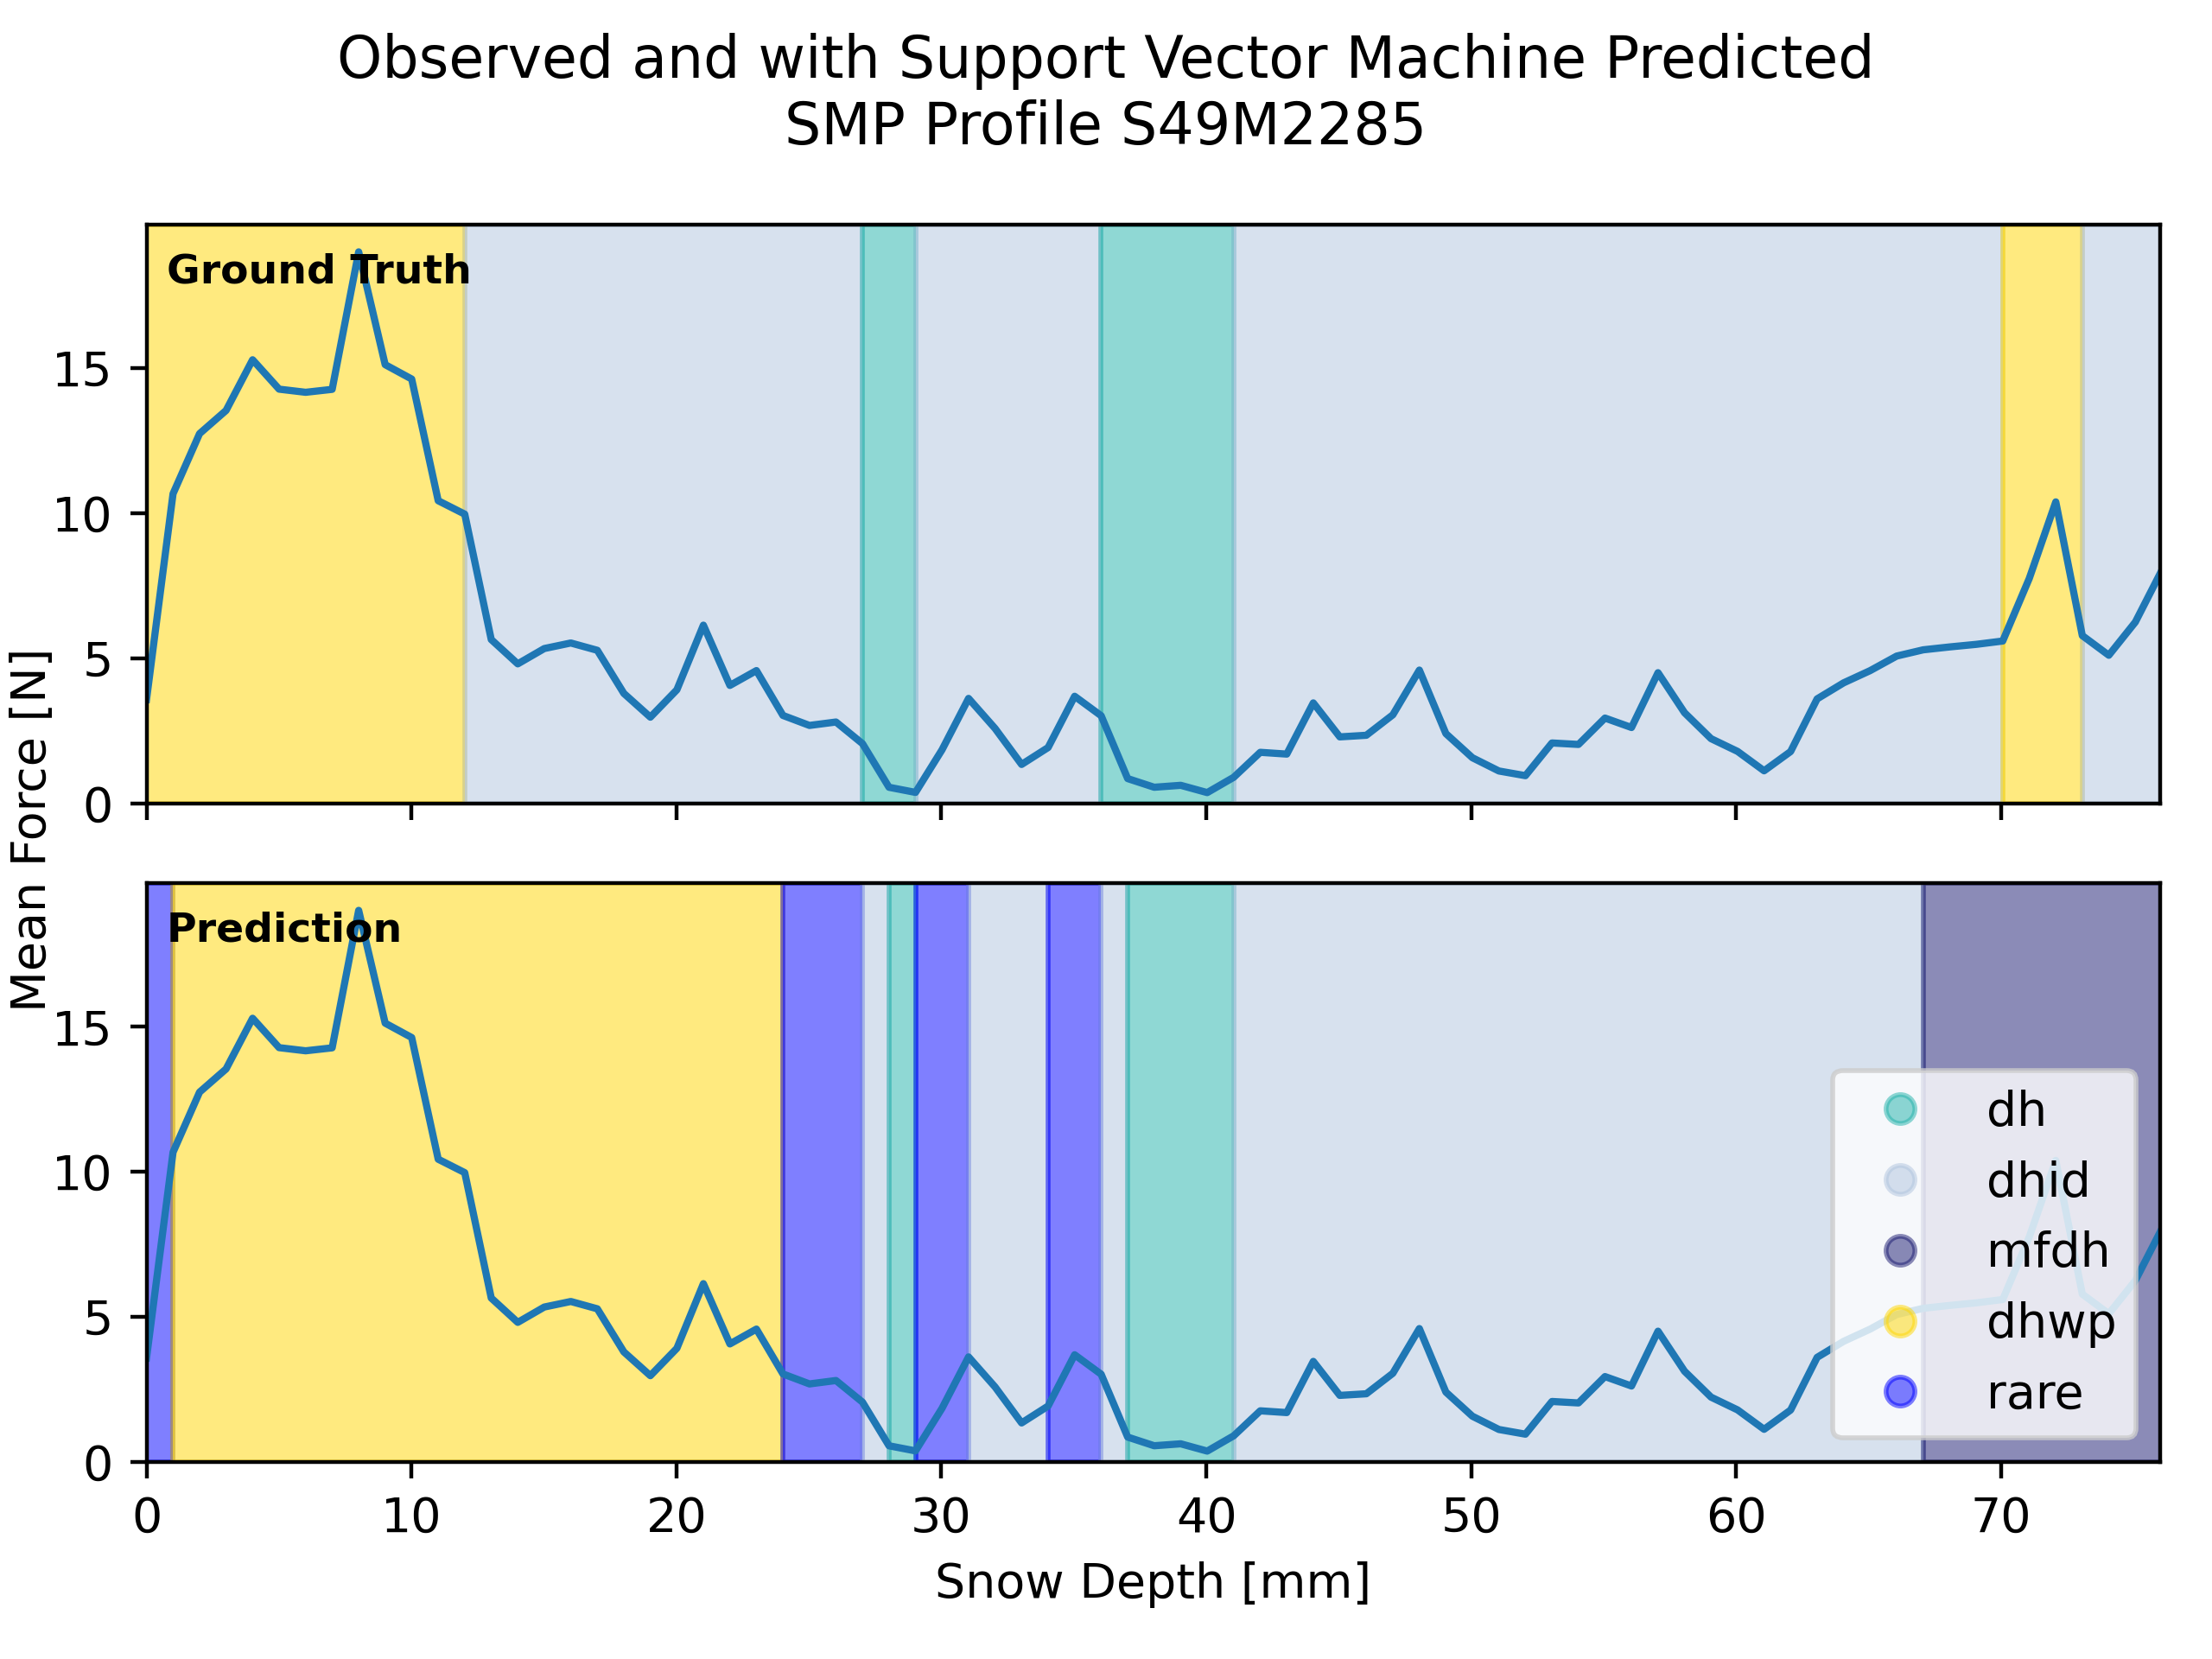 Observed and with Support Vector Machine Predicted
SMP Profile S49M2285
Ground Truth
15
10
5
0
Mean Force [N]
Prediction
15
10
5
0
dh
dhid
mfdh
dhwp
rare
0 10 20 30 40 50 60 70
Snow Depth [mm]